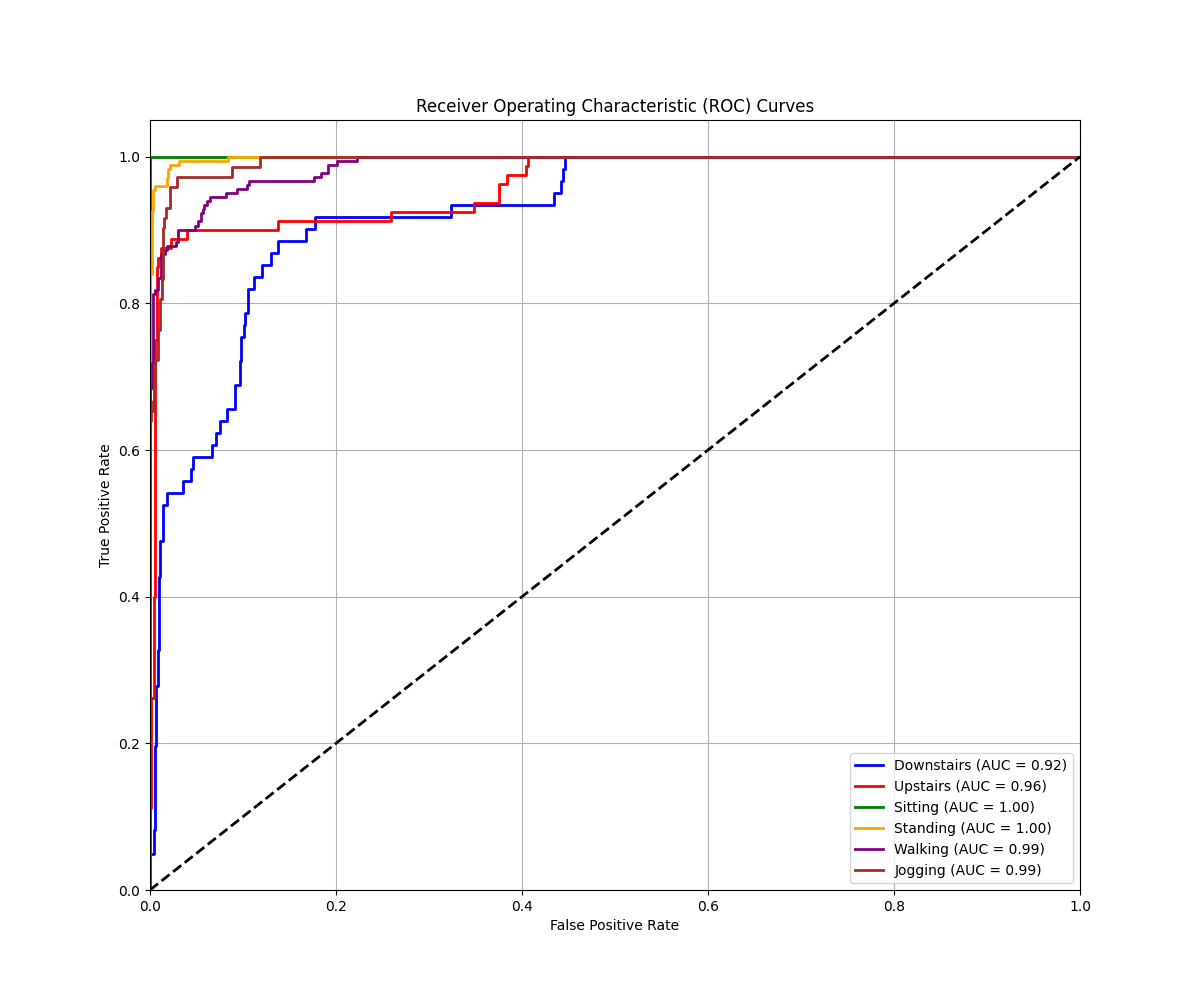 Receiver Operating Characteristic (ROC) Curves
True Positive Rate
1.0
0.8
0.6
0.4
0.2
0.0
0.0 0.2 0.4 0.6 0.8 1.0
False Positive Rate
Downstairs (AUC = 0.92)
Upstairs (AUC = 0.96)
Sitting (AUC = 1.00)
Standing (AUC = 1.00)
Walking (AUC = 0.99)
Jogging (AUC = 0.99)